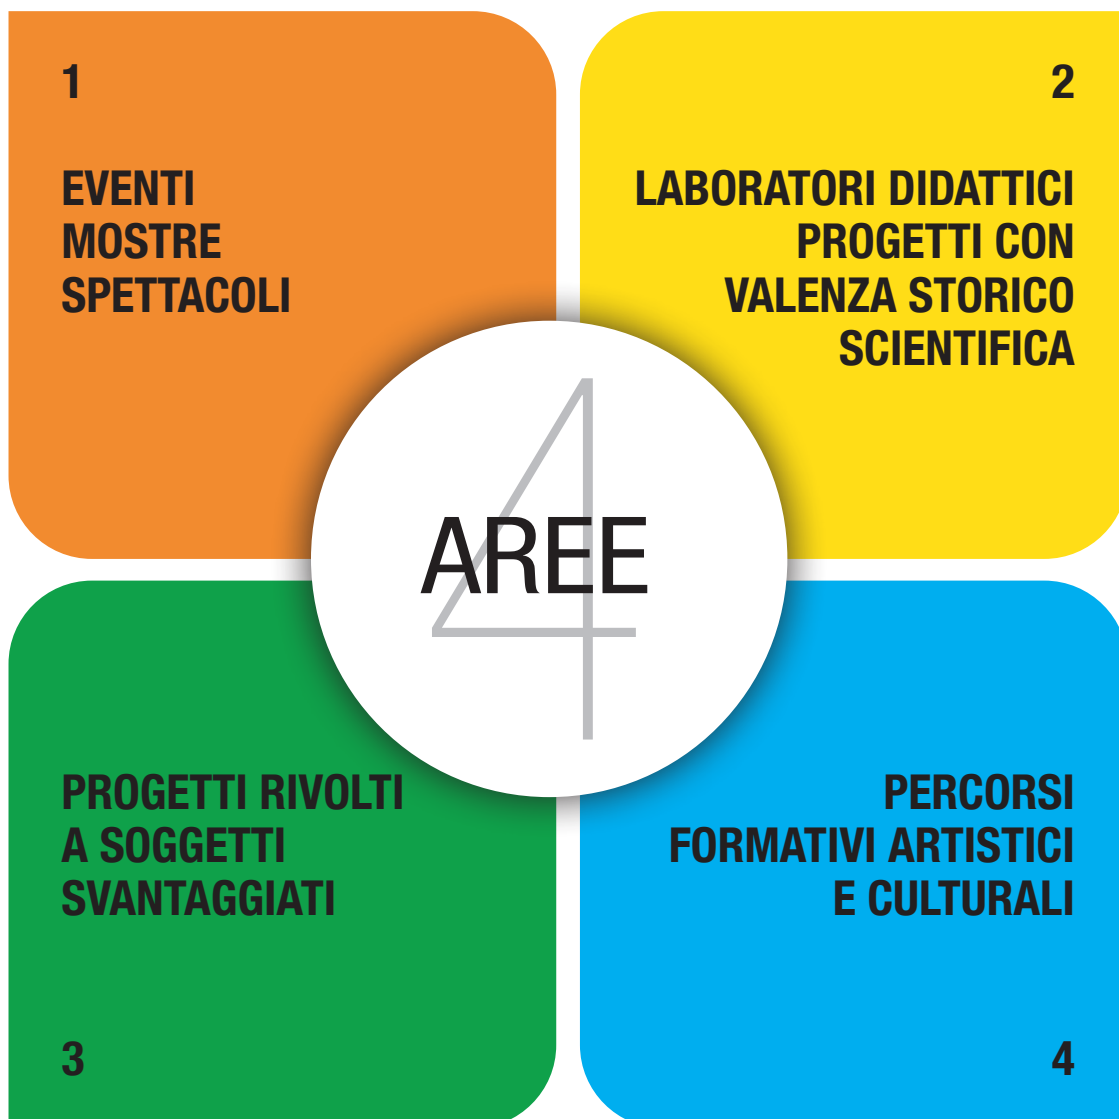 1
EVENTI
MOSTRE
SPETTACOLI
2
LABORATORI DIDATTICI
PROGETTI CON
VALENZA STORICO
SCIENTIFICA
4
AREE
PROGETTI RIVOLTI
A SOGGETTI
SVANTAGGIATI
3
PERCORSI
FORMATIVI ARTISTICI
E CULTURALI
4